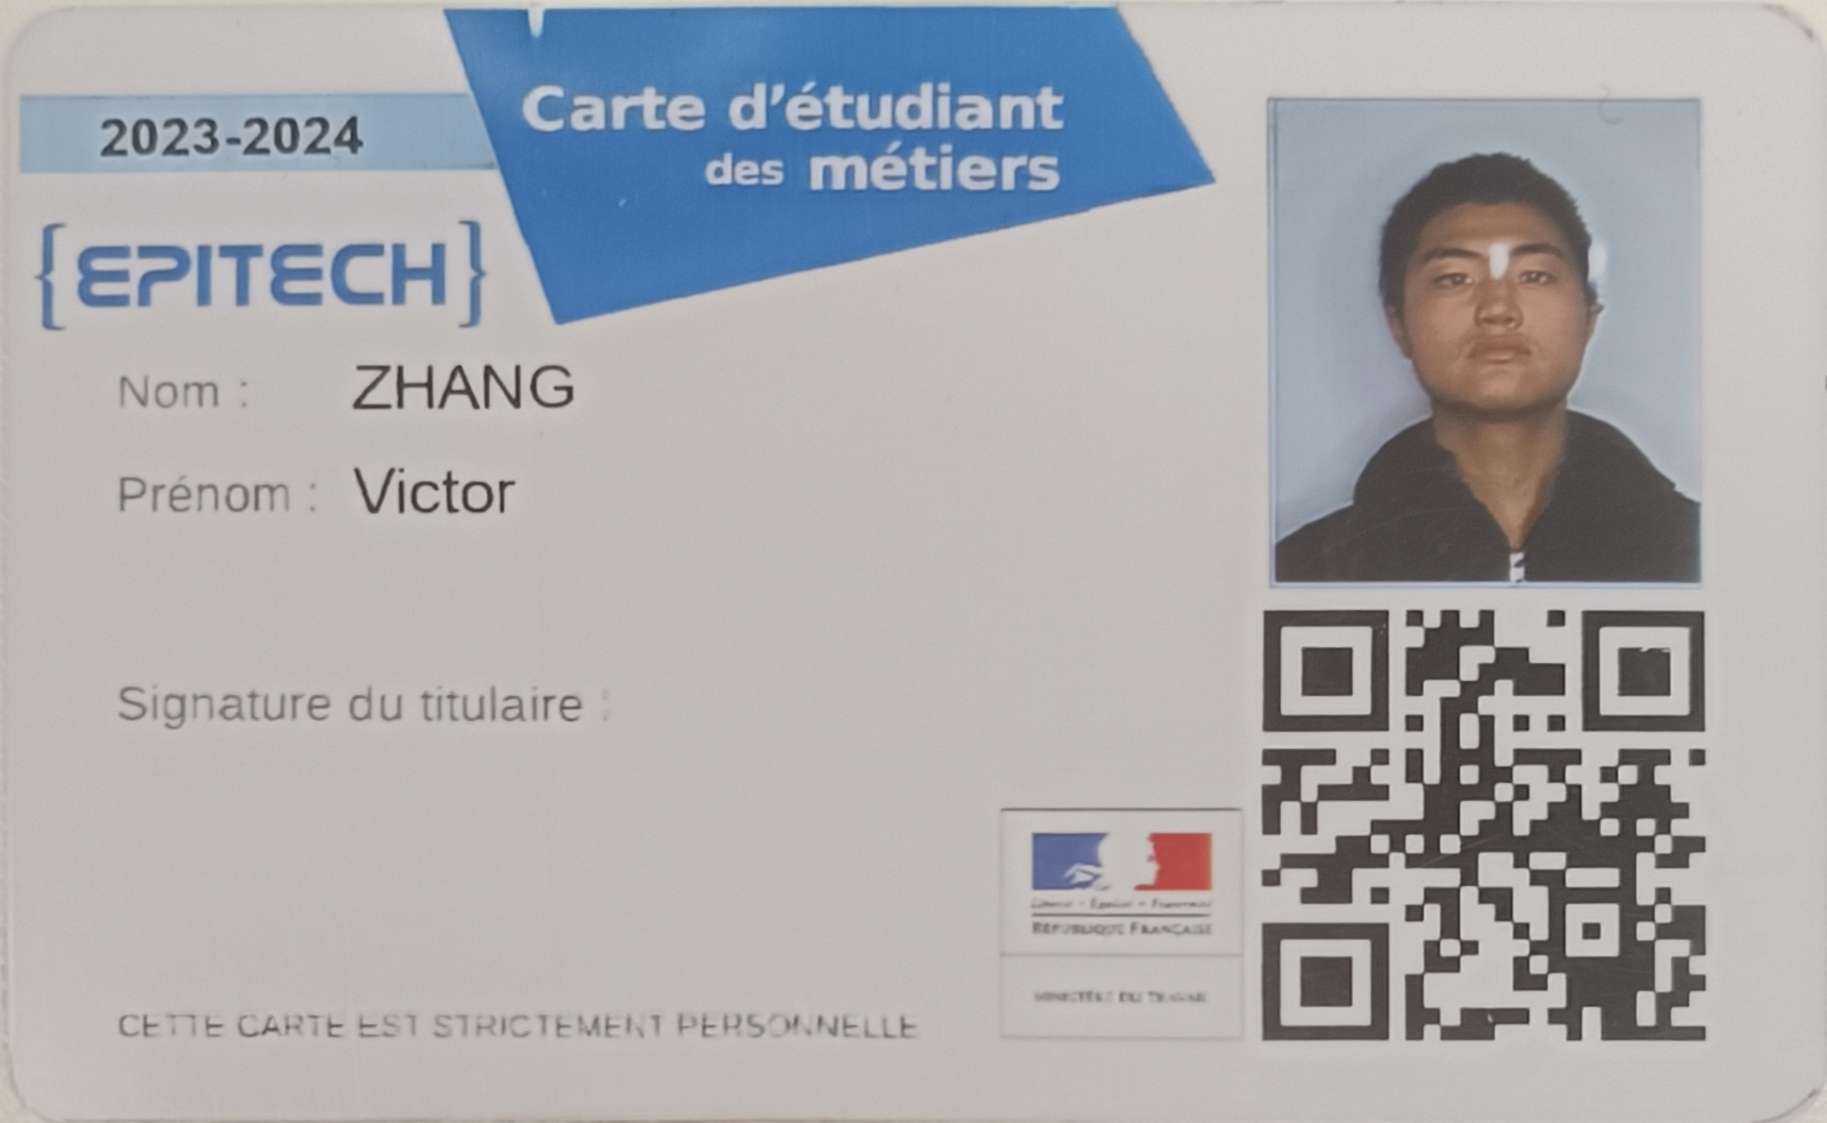 2023-2024
Carte d'étudiant
des métiers
{EPITECH}
Nom : ZHANG
Prénom : Victor
Signature du titulaire :
Liberté • Égalité • Fraternité
RÉPUBLIQUE FRANÇAISE
MINISTÈRE DU TRAVAIL
CETTE CARTE EST STRICTEMENT PERSONNELLE